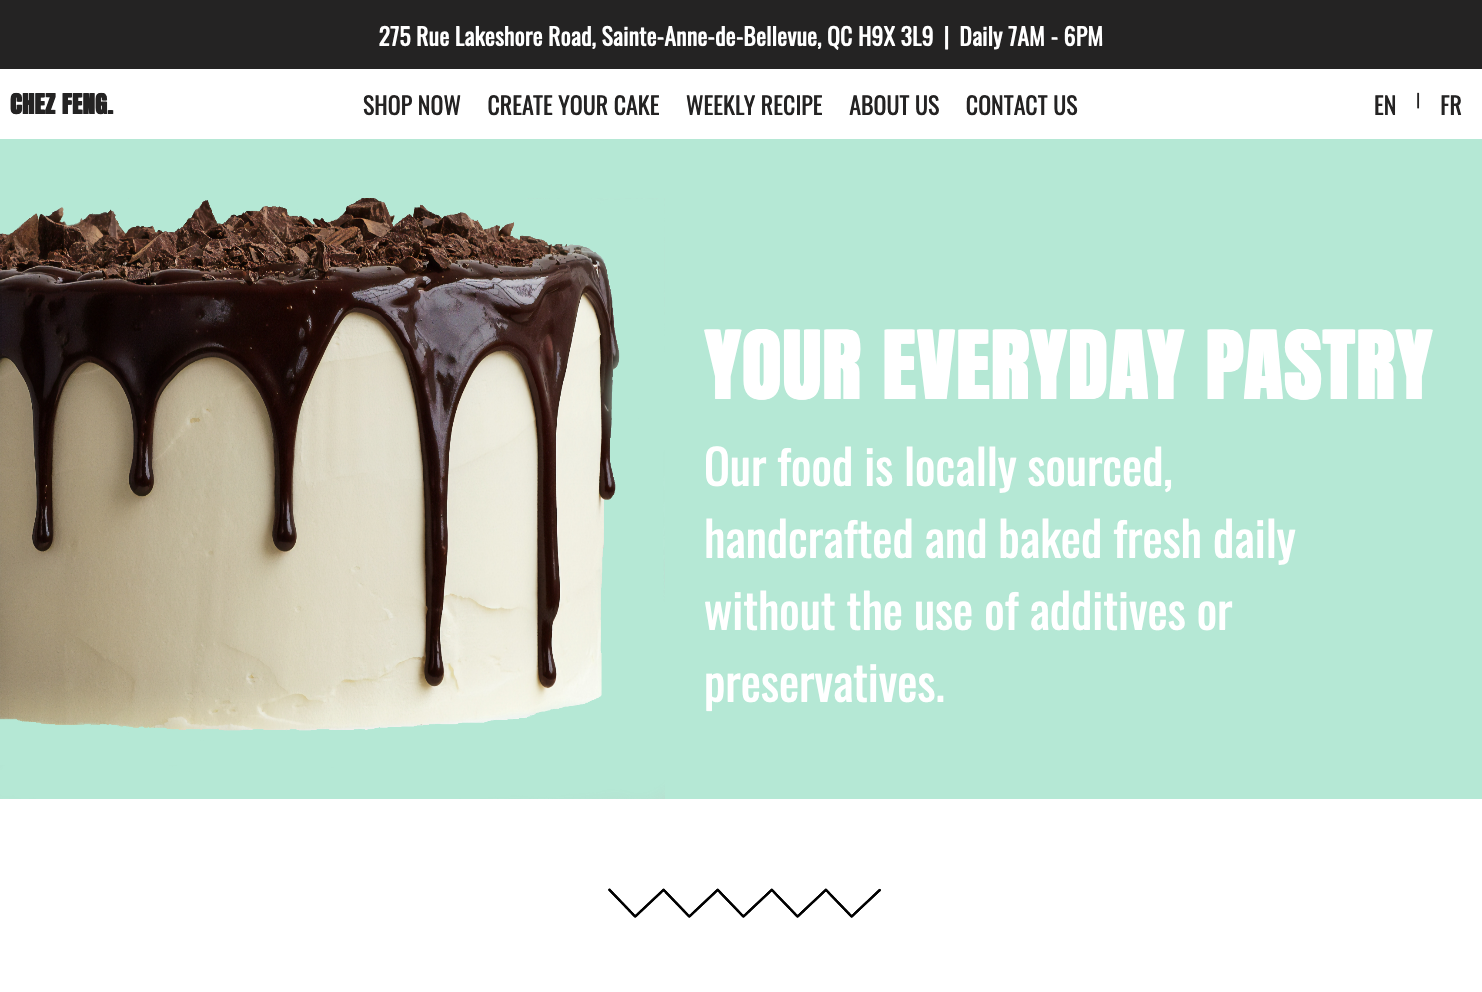 275 Rue Lakeshore Road, Sainte-Anne-de-Bellevue, QC H9X 3L9 | Daily 7AM - 6PM
CHEZ FENG. SHOP NOW CREATE YOUR CAKE WEEKLY RECIPE ABOUT US CONTACT US EN | FR
YOUR EVERYDAY PASTRY
Our food is locally sourced,
handcrafted and baked fresh daily
without the use of additives or
preservatives.